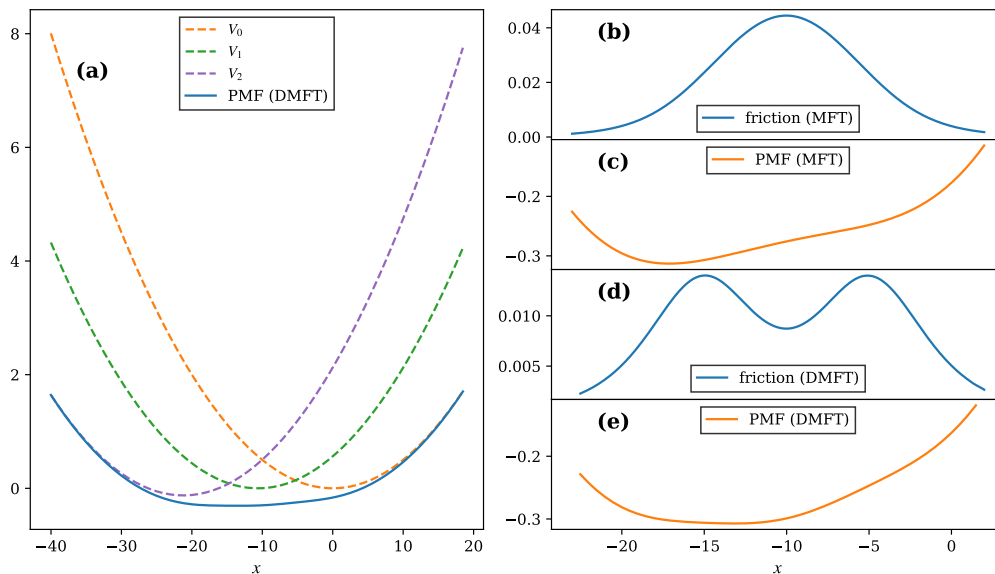 (a)
V₀
V₁
V₂
PMF (DMFT)
8
6
4
2
0
−40
−30
−20
−10
0
10
20
x
(b)
0.04
0.02
0.00
friction (MFT)
(c)
PMF (MFT)
−0.2
−0.3
(d)
0.010
0.005
friction (DMFT)
(e)
PMF (DMFT)
−0.2
−0.3
−20
−15
−10
−5
0
x